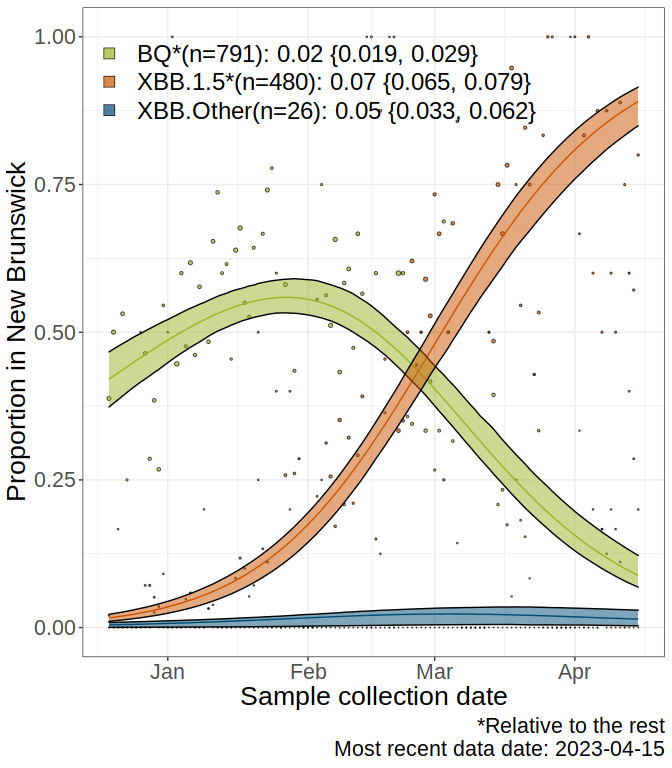 1.00
0.75
0.50
0.25
0.00
Proportion in New Brunswick
BQ*(n=791): 0.02 {0.019, 0.029}
XBB.1.5*(n=480): 0.07 {0.065, 0.079}
XBB.Other(n=26): 0.05 {0.033, 0.062}
Jan Feb Mar Apr
Sample collection date
*Relative to the rest
Most recent data date: 2023-04-15